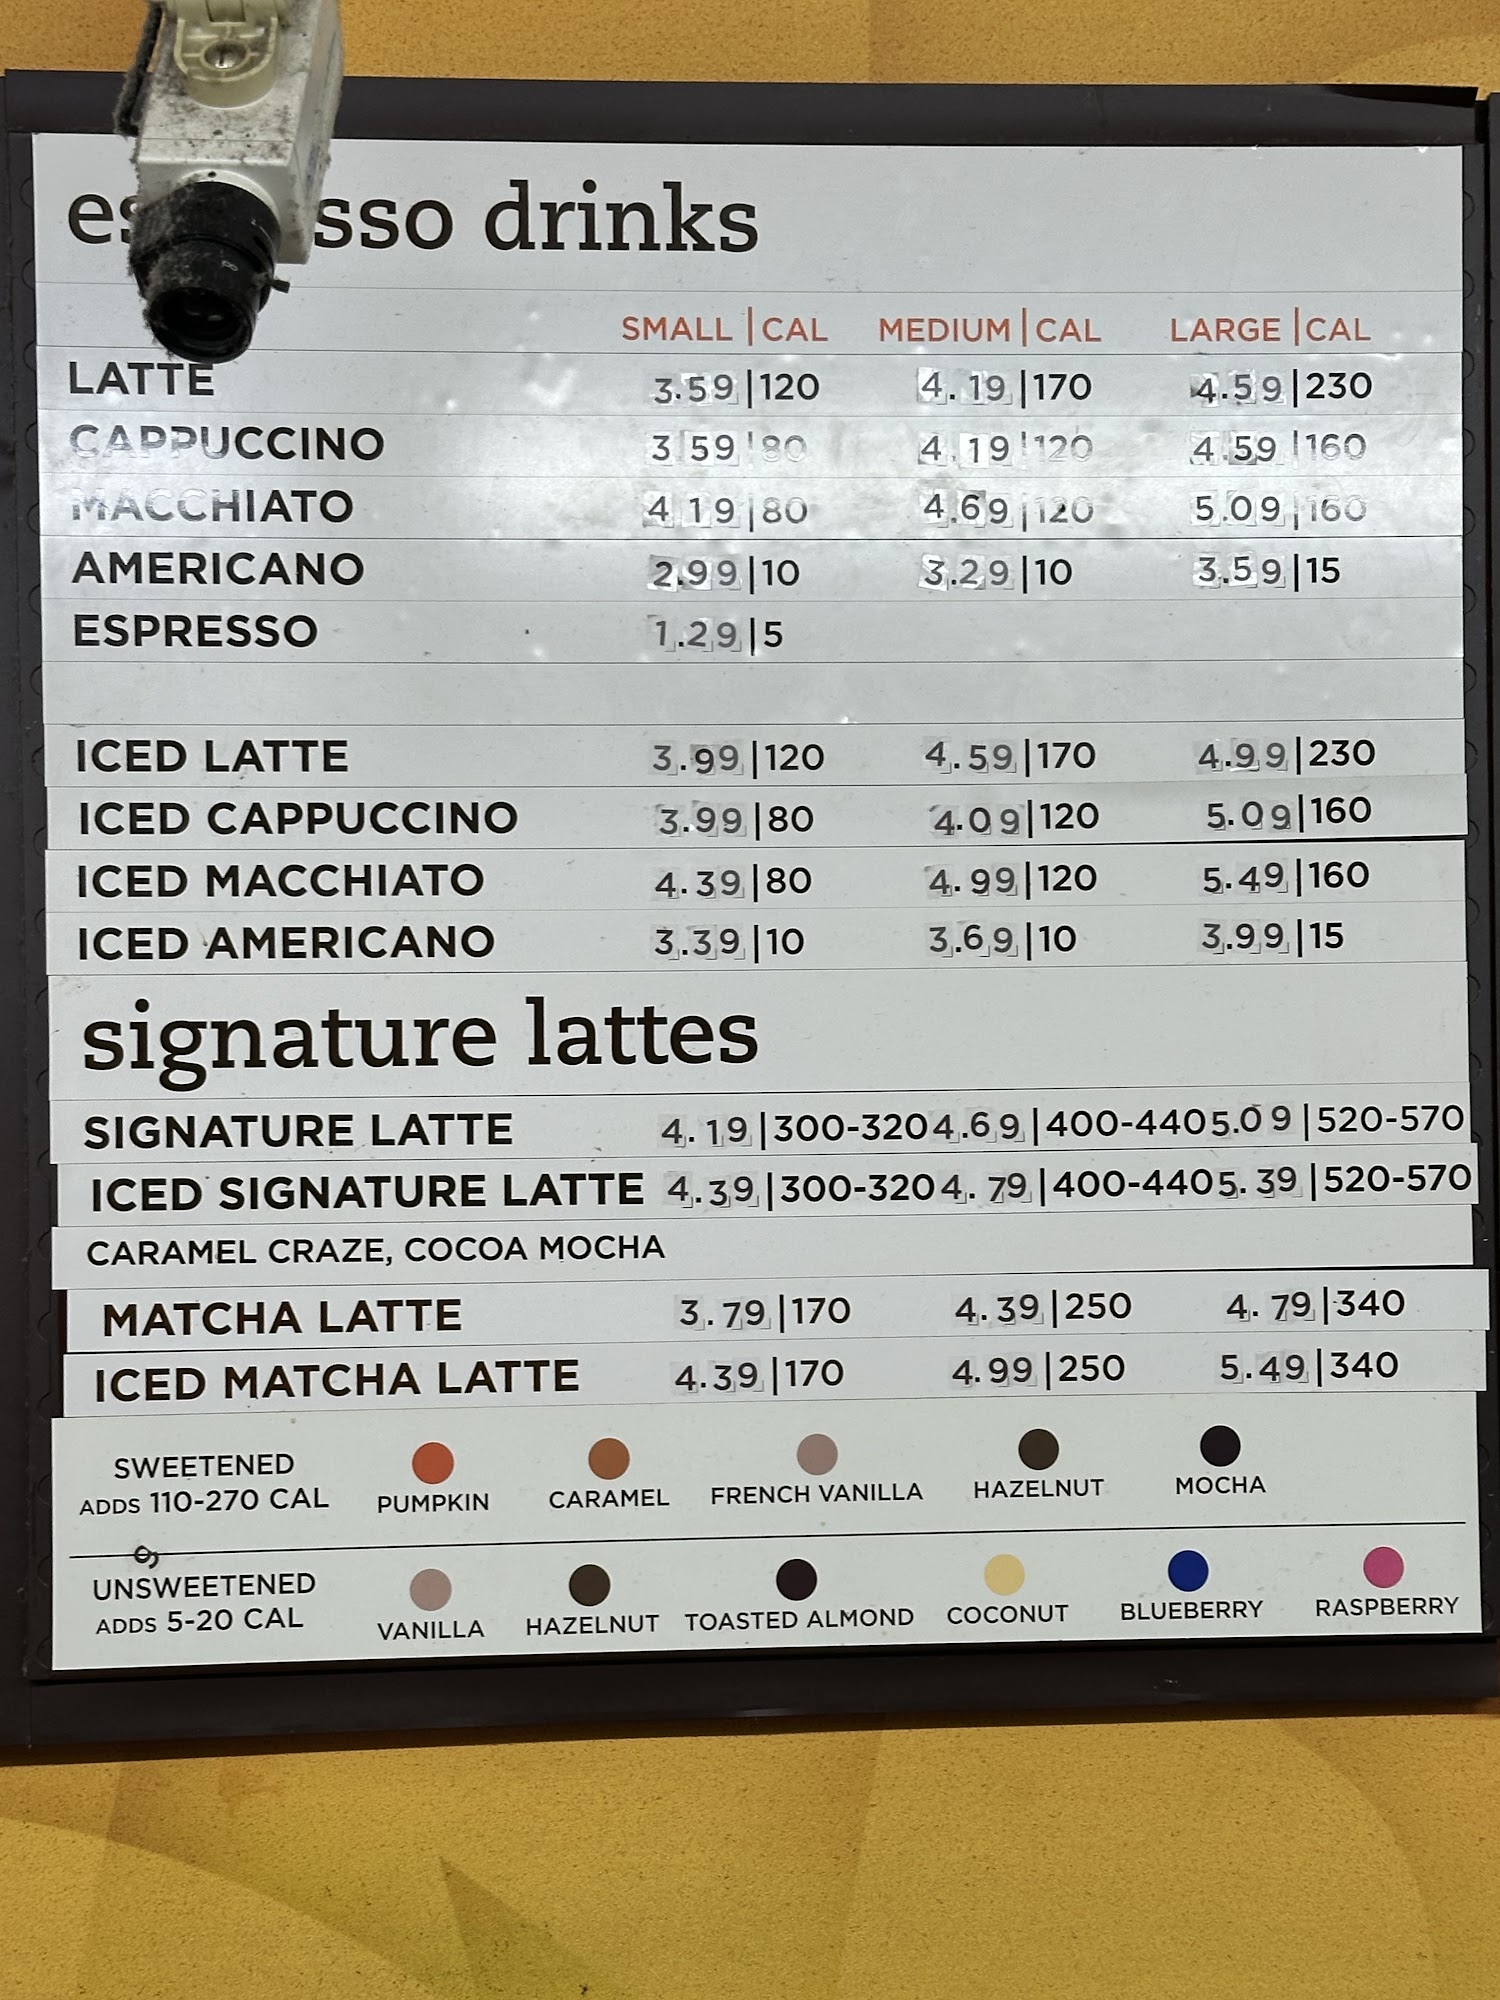 espresso drinks
SMALL | CAL MEDIUM | CAL LARGE | CAL
LATTE 3.59 | 120 4.19 | 170 4.59 | 230
CAPPUCCINO 3 59 | 80 4.19 | 120 4.59 | 160
MACCHIATO 4 19 | 80 4.69 | 120 5.09 | 160
AMERICANO 2.99 | 10 3.29 | 10 3.59 | 15
ESPRESSO 1.29 | 5
ICED LATTE 3.99 | 120 4.59 | 170 4.99 | 230
ICED CAPPUCCINO 3.99 | 80 4.09 | 120 5.09 | 160
ICED MACCHIATO 4.39 | 80 4.99 | 120 5.49 | 160
ICED AMERICANO 3.39 | 10 3.69 | 10 3.99 | 15
signature lattes
SIGNATURE LATTE 4.19 | 300-320 4.69 | 400-440 5.09 | 520-570
ICED SIGNATURE LATTE 4.39 | 300-320 4.79 | 400-440 5.39 | 520-570
CARAMEL CRAZE, COCOA MOCHA
MATCHA LATTE 3.79 | 170 4.39 | 250 4.79 | 340
ICED MATCHA LATTE 4.39 | 170 4.99 | 250 5.49 | 340
SWEETENED
ADDS 110-270 CAL
PUMPKIN CARAMEL FRENCH VANILLA HAZELNUT MOCHA
9
UNSWEETENED
ADDS 5-20 CAL
VANILLA HAZELNUT TOASTED ALMOND COCONUT BLUEBERRY RASPBERRY